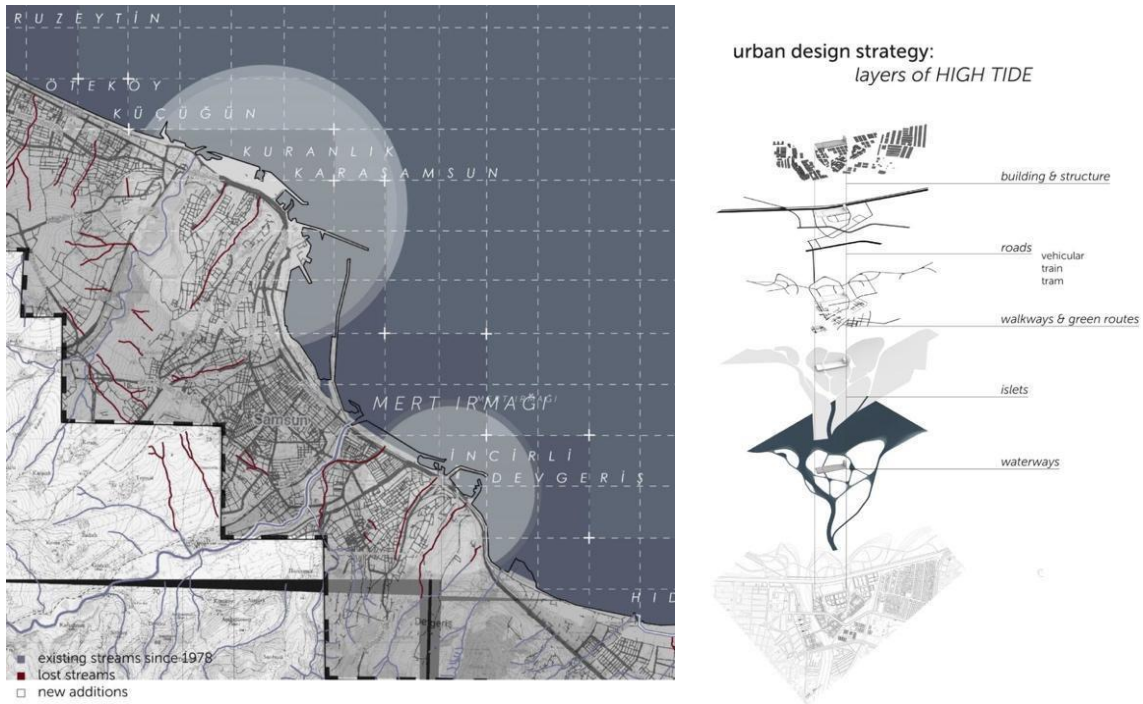 RUZEYTİN
ÖTEKÖY
KÜÇÜĞÜN
KURANLIK
KARASAMSUN
Samsun
MERT IRMAĞI
İNCİRLİ
DEVGERİŞ
HID
existing streams since 1978
lost streams
new additions
urban design strategy:
layers of HIGH TIDE
building & structure
roads
vehicular
train
tram
walkways & green routes
islets
waterways